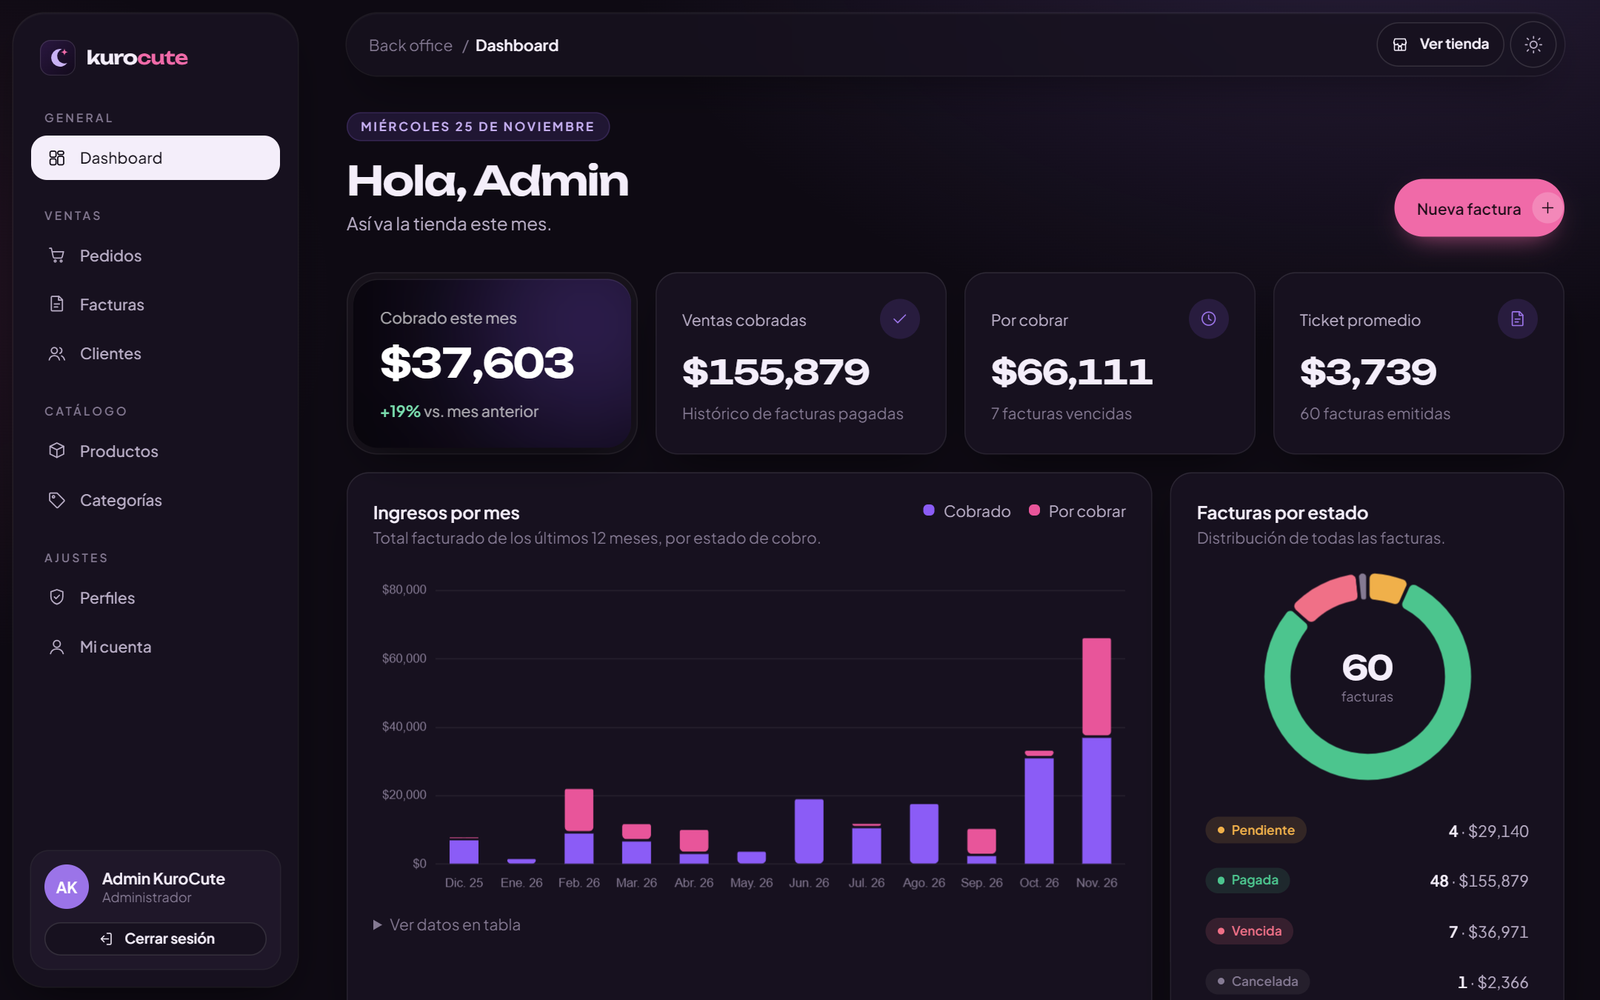 kurocute
GENERAL
Dashboard
VENTAS
Pedidos
Facturas
Clientes
CATÁLOGO
Productos
Categorías
AJUSTES
Perfiles
Mi cuenta
AK
Admin KuroCute
Administrador
Cerrar sesión
Back office / Dashboard
Ver tienda
MIÉRCOLES 25 DE NOVIEMBRE
Hola, Admin
Así va la tienda este mes.
Nueva factura
Cobrado este mes
$37,603
+19% vs. mes anterior
Ventas cobradas
$155,879
Histórico de facturas pagadas
Por cobrar
$66,111
7 facturas vencidas
Ticket promedio
$3,739
60 facturas emitidas
Ingresos por mes
Cobrado
Por cobrar
Total facturado de los últimos 12 meses, por estado de cobro.
$80,000
$60,000
$40,000
$20,000
$0
Dic. 25 Ene. 26 Feb. 26 Mar. 26 Abr. 26 May. 26 Jun. 26 Jul. 26 Ago. 26 Sep. 26 Oct. 26 Nov. 26
Ver datos en tabla
Facturas por estado
Distribución de todas las facturas.
60
facturas
Pendiente 4 · $29,140
Pagada 48 · $155,879
Vencida 7 · $36,971
Cancelada 1 · $2,366